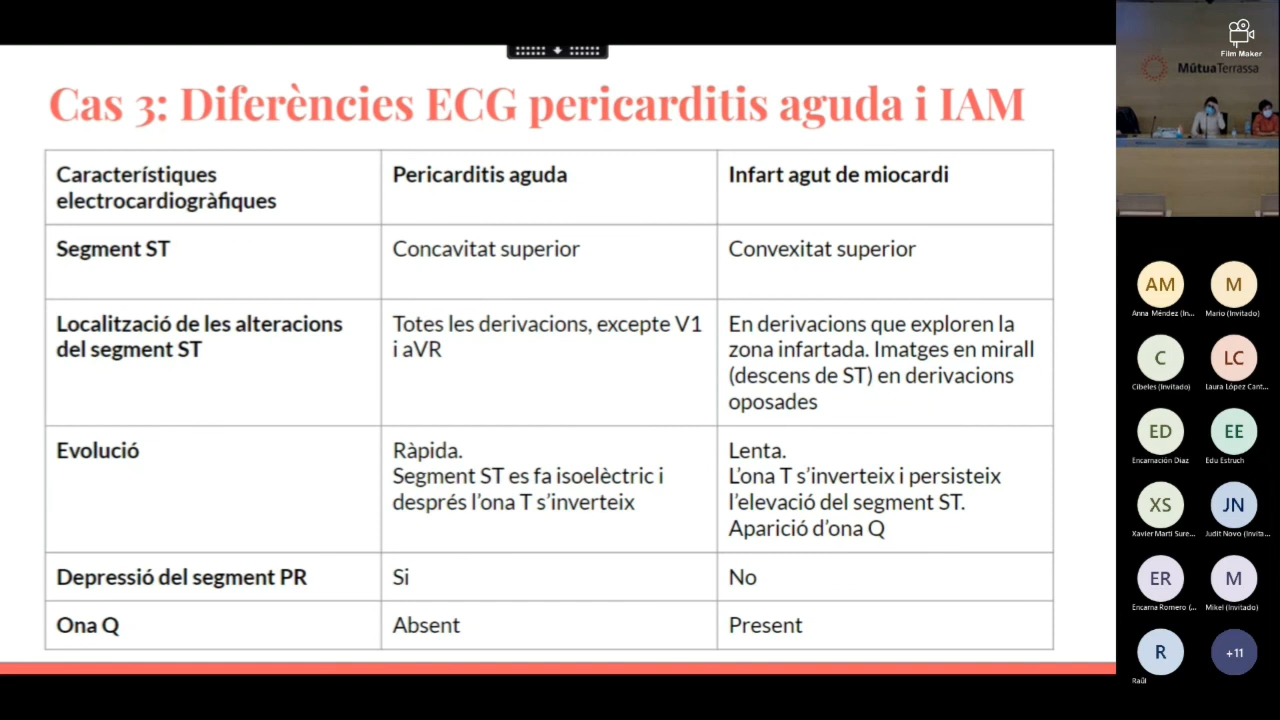 Cas 3: Diferències ECG pericarditis aguda i IAM
Característiques
electrocardiogràfiques
Pericarditis aguda
Infart agut de miocardi
Segment ST
Concavitat superior
Convexitat superior
Localització de les alteracions
del segment ST
Totes les derivacions, excepte V1
i aVR
En derivacions que exploren la
zona infartada. Imatges en mirall
(descens de ST) en derivacions
oposades
Evolució
Ràpida.
Segment ST es fa isoelèctric i
després l'ona T s'inverteix
Lenta.
L'ona T s'inverteix i persisteix
l'elevació del segment ST.
Aparició d'ona Q
Depressió del segment PR
Si
No
Ona Q
Absent
Present
Film Maker
MútuaTerrassa
AM
Anna Méndez (In...
M
Mario (Invitado)
C
Cibeles (Invitado)
LC
Laura López Cant...
ED
Encarnación Diaz
EE
Edu Estruch
XS
Xavier Martí Sure...
JN
Judit Novo (Invita...
ER
Encarna Romero (...
M
Mikel (Invitado)
R
Raül
+11